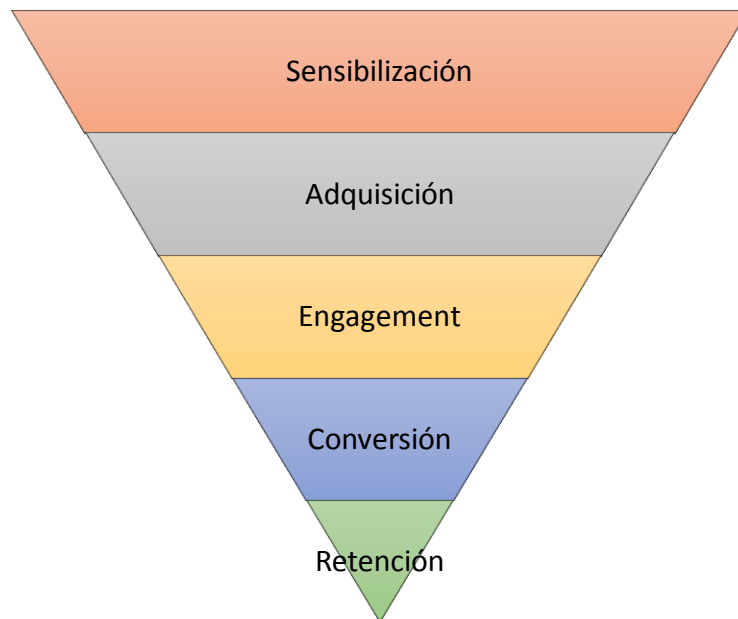 Sensibilización
Adquisición
Engagement
Conversión
Retención